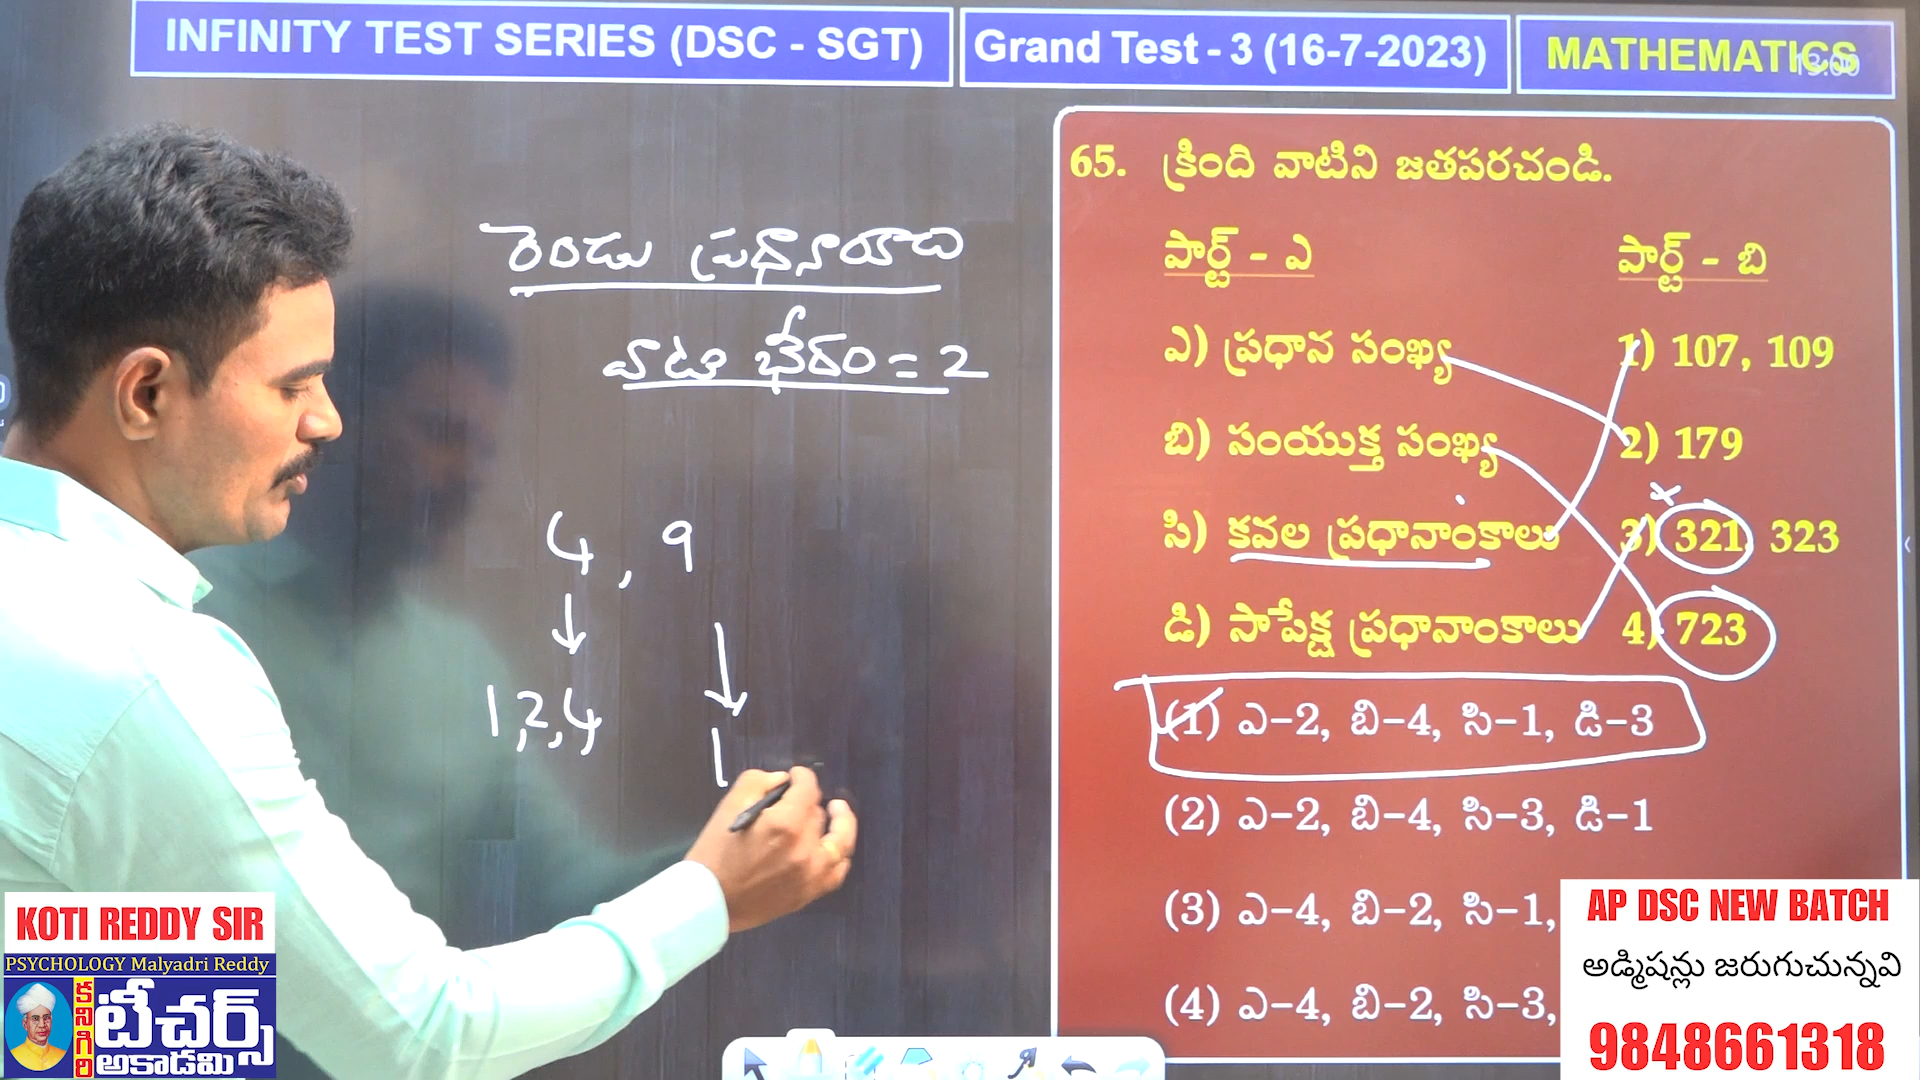 INFINITY TEST SERIES (DSC - SGT)
Grand Test - 3 (16-7-2023)
MATHEMATICS
రెండు ప్రధానాంకాల
వాటి భేదం = 2
4, 9
1,2,4
1
65. క్రింది వాటిని జతపరచండి.
పార్ట్ - ఎ పార్ట్ - బి
ఎ) ప్రధాన సంఖ్య 1) 107, 109
బి) సంయుక్త సంఖ్య 2) 179
సి) కవల ప్రధానాంకాలు 3) 321, 323
డి) సాపేక్ష ప్రధానాంకాలు 4) 723
(1) ఎ-2, బి-4, సి-1, డి-3
(2) ఎ-2, బి-4, సి-3, డి-1
(3) ఎ-4, బి-2, సి-1,
(4) ఎ-4, బి-2, సి-3,
KOTI REDDY SIR
PSYCHOLOGY Malyadri Reddy
కనిగిరి
టీచర్స్
అకాడమి
AP DSC NEW BATCH
అడ్మిషన్లు జరుగుచున్నవి
9848661318